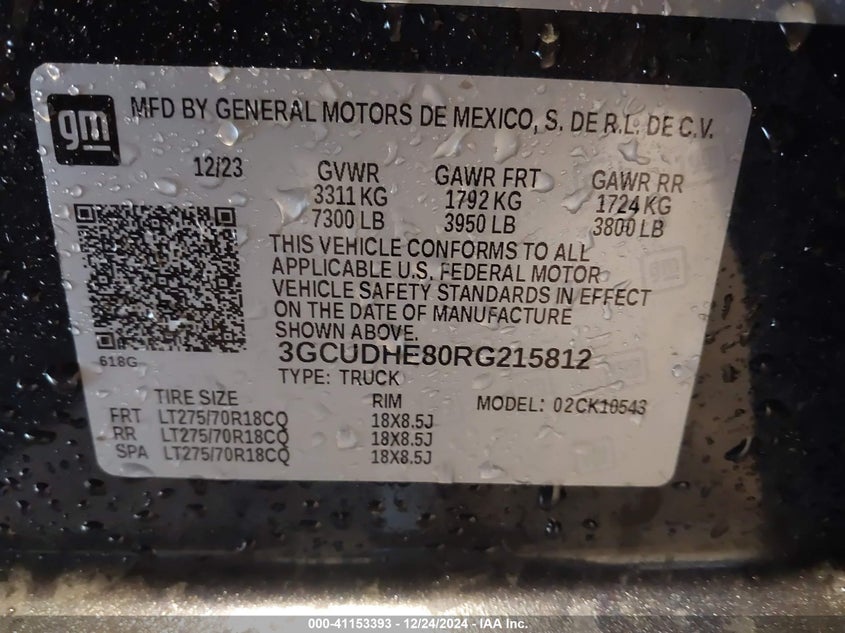 gm
MFD BY GENERAL MOTORS DE MEXICO, S. DE R.L. DE C.V.
12/23 GVWR GAWR FRT GAWR RR
3311 KG 1792 KG 1724 KG
7300 LB 3950 LB 3800 LB
THIS VEHICLE CONFORMS TO ALL
APPLICABLE U.S. FEDERAL MOTOR
VEHICLE SAFETY STANDARDS IN EFFECT
ON THE DATE OF MANUFACTURE
SHOWN ABOVE.
618G 3GCUDHE80RG215812
TYPE: TRUCK
TIRE SIZE RIM MODEL: 02CK10543
FRT LT275/70R18CQ 18X8.5J
RR LT275/70R18CQ 18X8.5J
SPA LT275/70R18CQ 18X8.5J
000-41153393 - 12/24/2024 - IAA Inc.